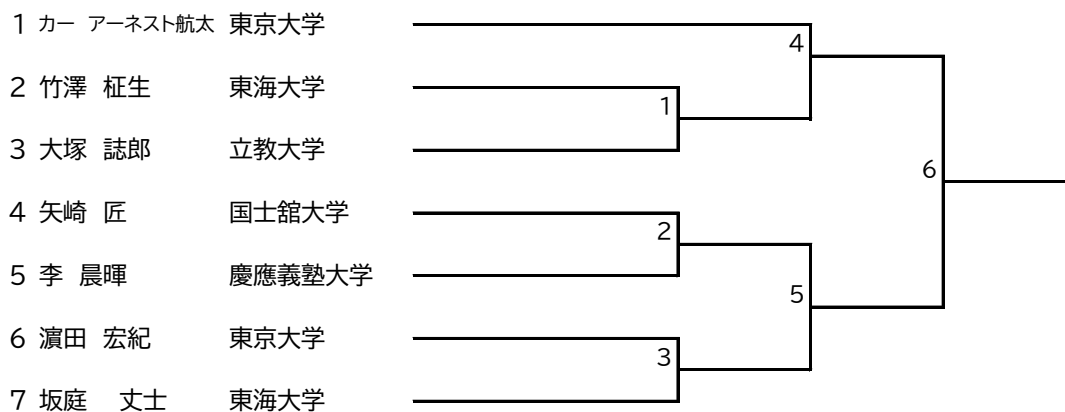 1 カー アーネスト航太 東京大学
4
2 竹澤 柾生 東海大学
1
3 大塚 誌郎 立教大学
6
4 矢崎 匠 国士舘大学
2
5 李 晨暉 慶應義塾大学
5
6 濵田 宏紀 東京大学
3
7 坂庭 丈士 東海大学